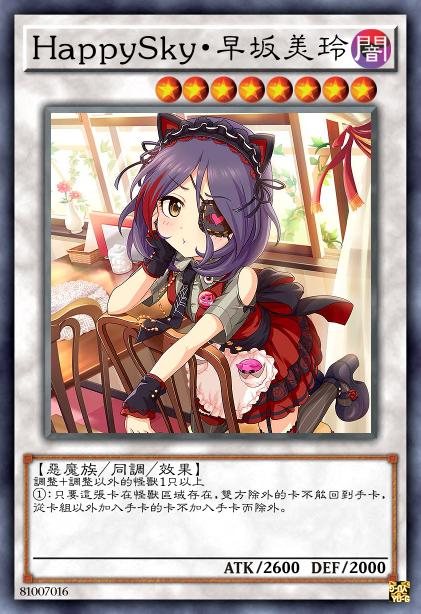 HappySky・早坂美玲 闇
【惡魔族／同調／效果】
調整＋調整以外的怪獸1只以上
①：只要這張卡在怪獸區域存在，雙方除外的卡不能回到手卡，
從卡組以外加入手卡的卡不加入手卡而除外。
ATK/2600 DEF/2000
81007016